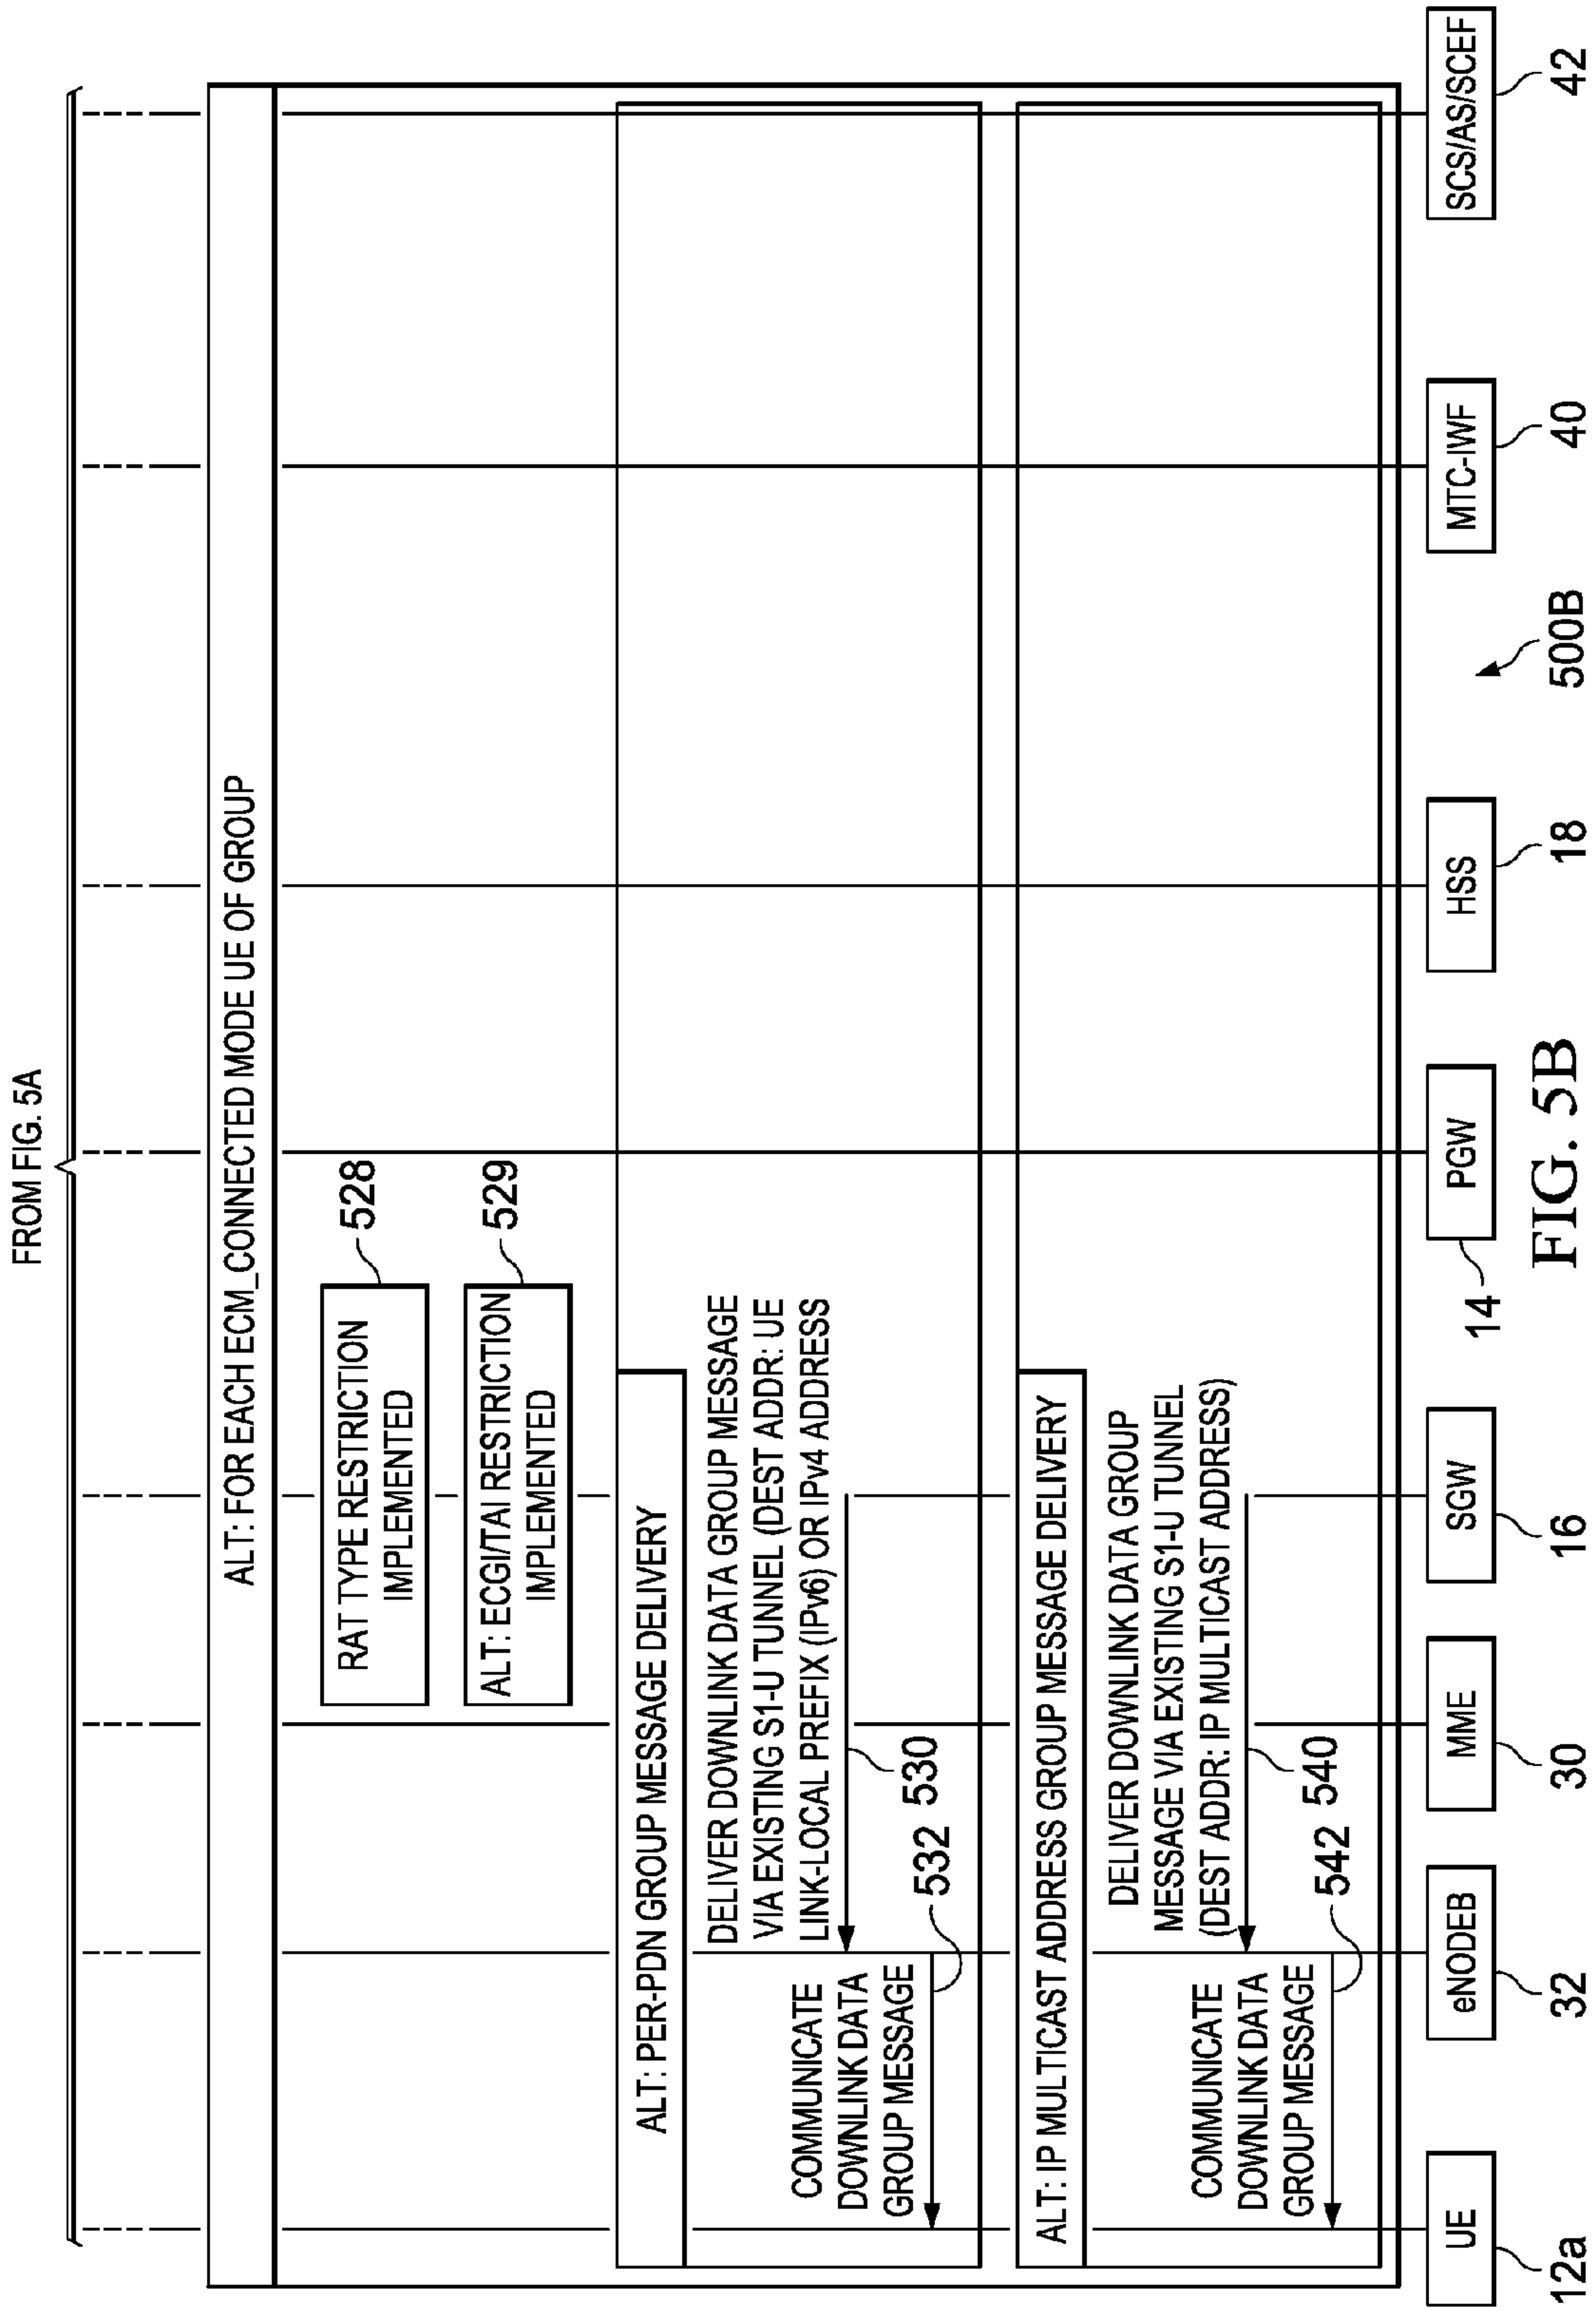 FROM FIG. 5A
ALT: FOR EACH ECM_CONNECTED MODE UE OF GROUP
RAT TYPE RESTRICTION
IMPLEMENTED
528
ALT: ECGI/TAI RESTRICTION
IMPLEMENTED
529
ALT: PER-PDN GROUP MESSAGE DELIVERY
DELIVER DOWNLINK DATA GROUP MESSAGE
VIA EXISTING S1-U TUNNEL (DEST ADDR: UE
LINK-LOCAL PREFIX (IPv6) OR IPv4 ADDRESS
530
COMMUNICATE
DOWNLINK DATA
GROUP MESSAGE
532
ALT: IP MULTICAST ADDRESS GROUP MESSAGE DELIVERY
DELIVER DOWNLINK DATA GROUP
MESSAGE VIA EXISTING S1-U TUNNEL
(DEST ADDR: IP MULTICAST ADDRESS)
540
COMMUNICATE
DOWNLINK DATA
GROUP MESSAGE
542
UE
eNODEB
MME
SGW
PGW
HSS
MTC-IWF
SCS/AS/SCEF
12a
32
30
16
14
18
500B
40
42
FIG. 5B